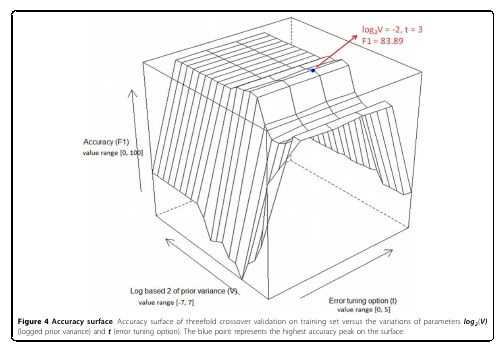 log₂V = -2, t = 3
F1 = 83.89
Accuracy (F1)
value range [0, 100]
Log based 2 of prior variance (V)
value range [-7, 7]
Error tuning option (t)
value range [0, 5]
Figure 4 Accuracy surface. Accuracy surface of threefold crossover validation on training set versus the variations of parameters log₂(V)
(logged prior variance) and t (error tuning option). The blue point represents the highest accuracy peak on the surface.